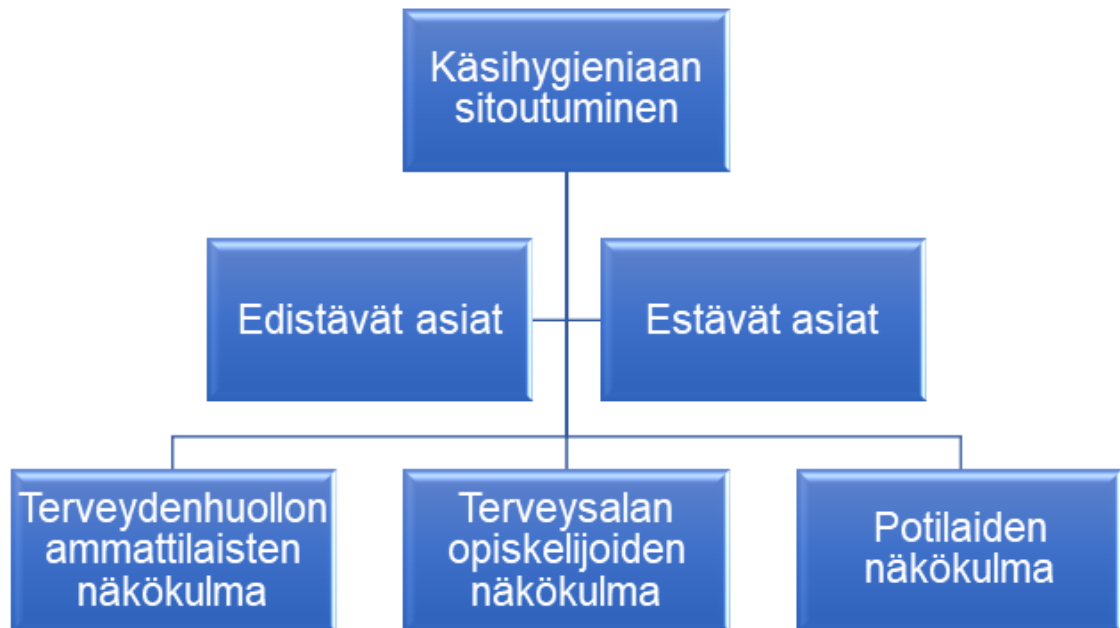 Käsihygieniaan
sitoutuminen
Edistävät asiat
Estävät asiat
Terveydenhuollon
ammattilaisten
näkökulma
Terveysalan
opiskelijoiden
näkökulma
Potilaiden
näkökulma